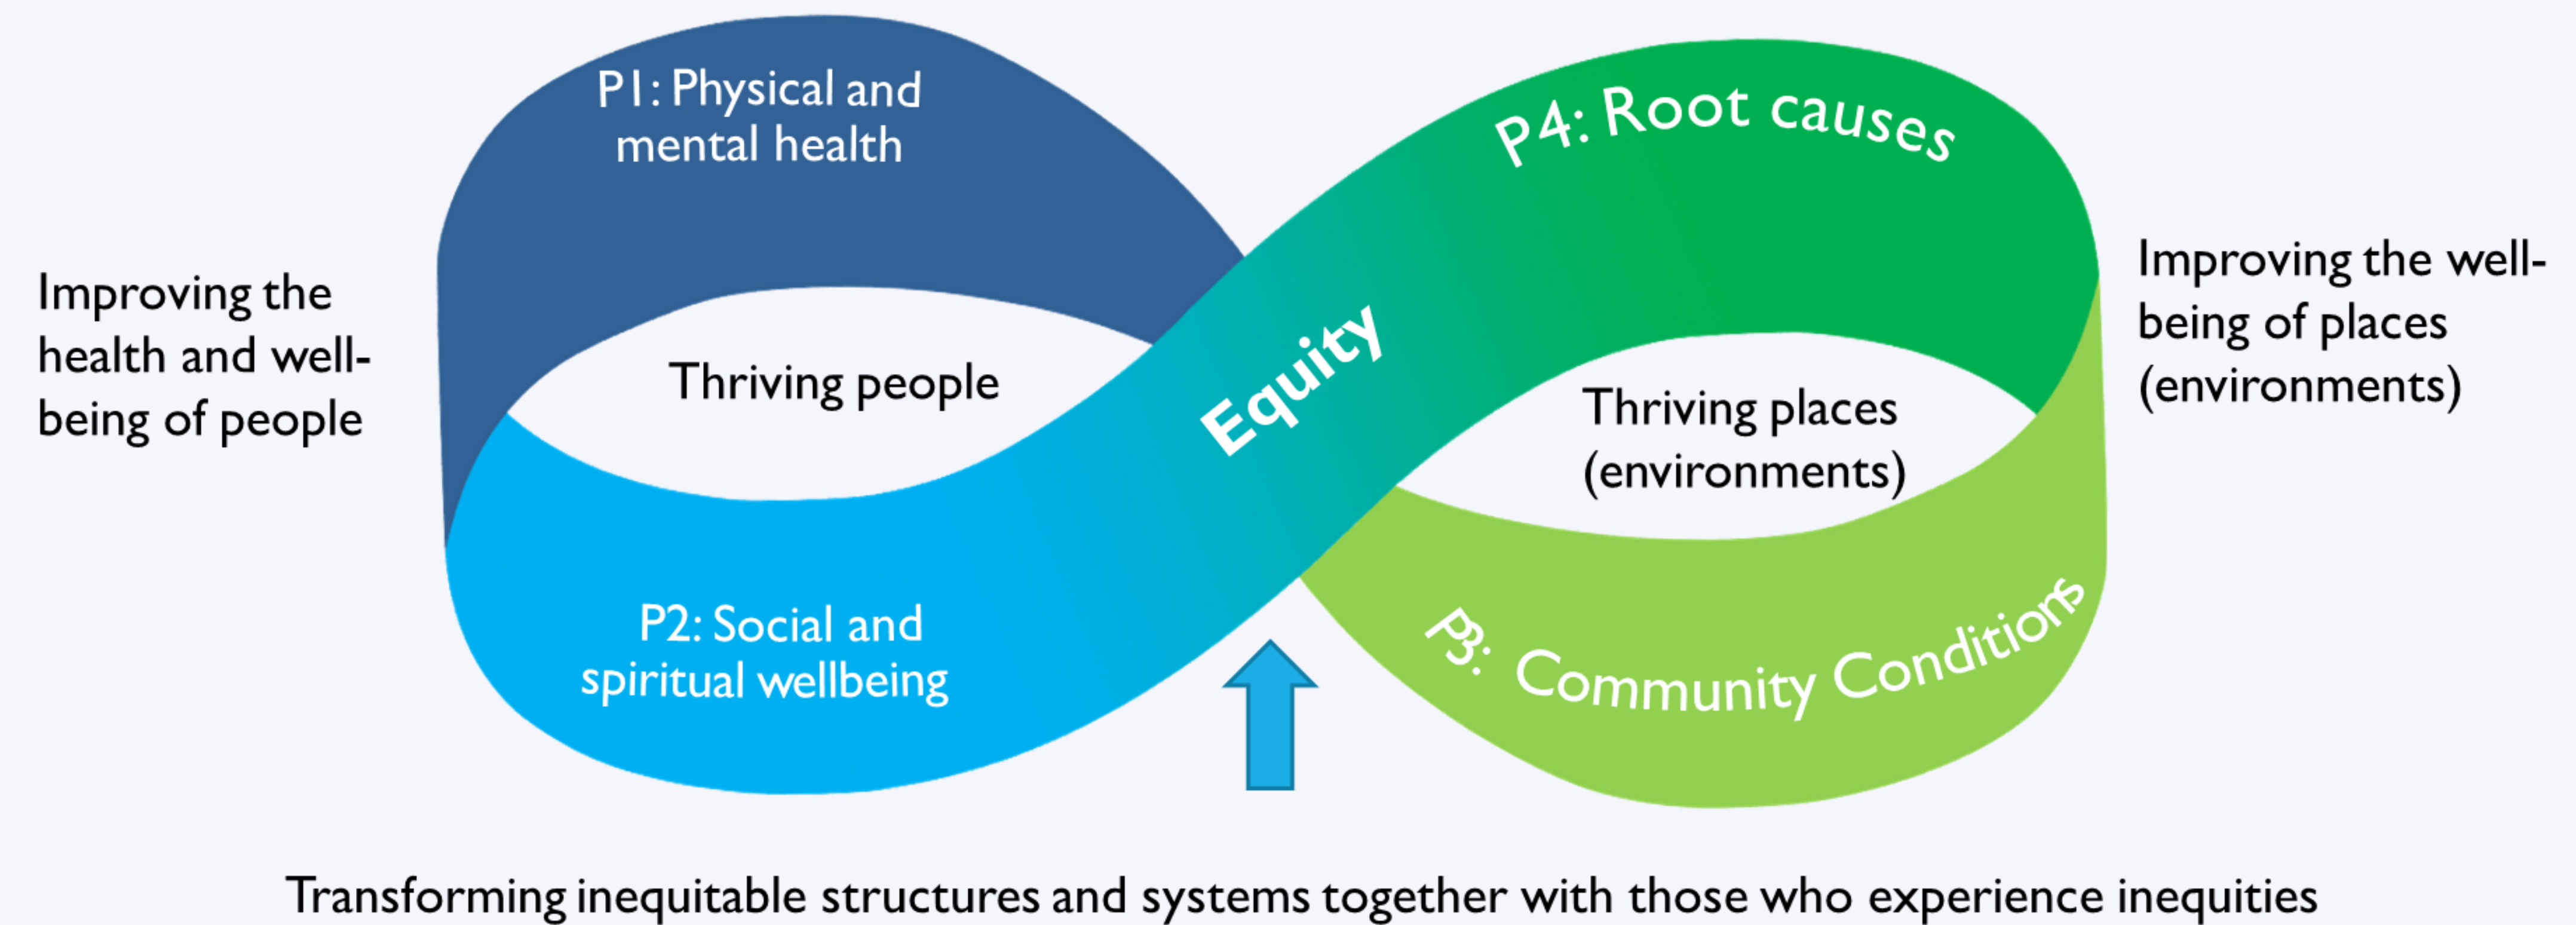 P1: Physical and
mental health
P4: Root causes
Improving the
health and well-
being of people
Thriving people
Equity
Thriving places
(environments)
Improving the well-
being of places
(environments)
P2: Social and
spiritual wellbeing
P3: Community Conditions
Transforming inequitable structures and systems together with those who experience inequities